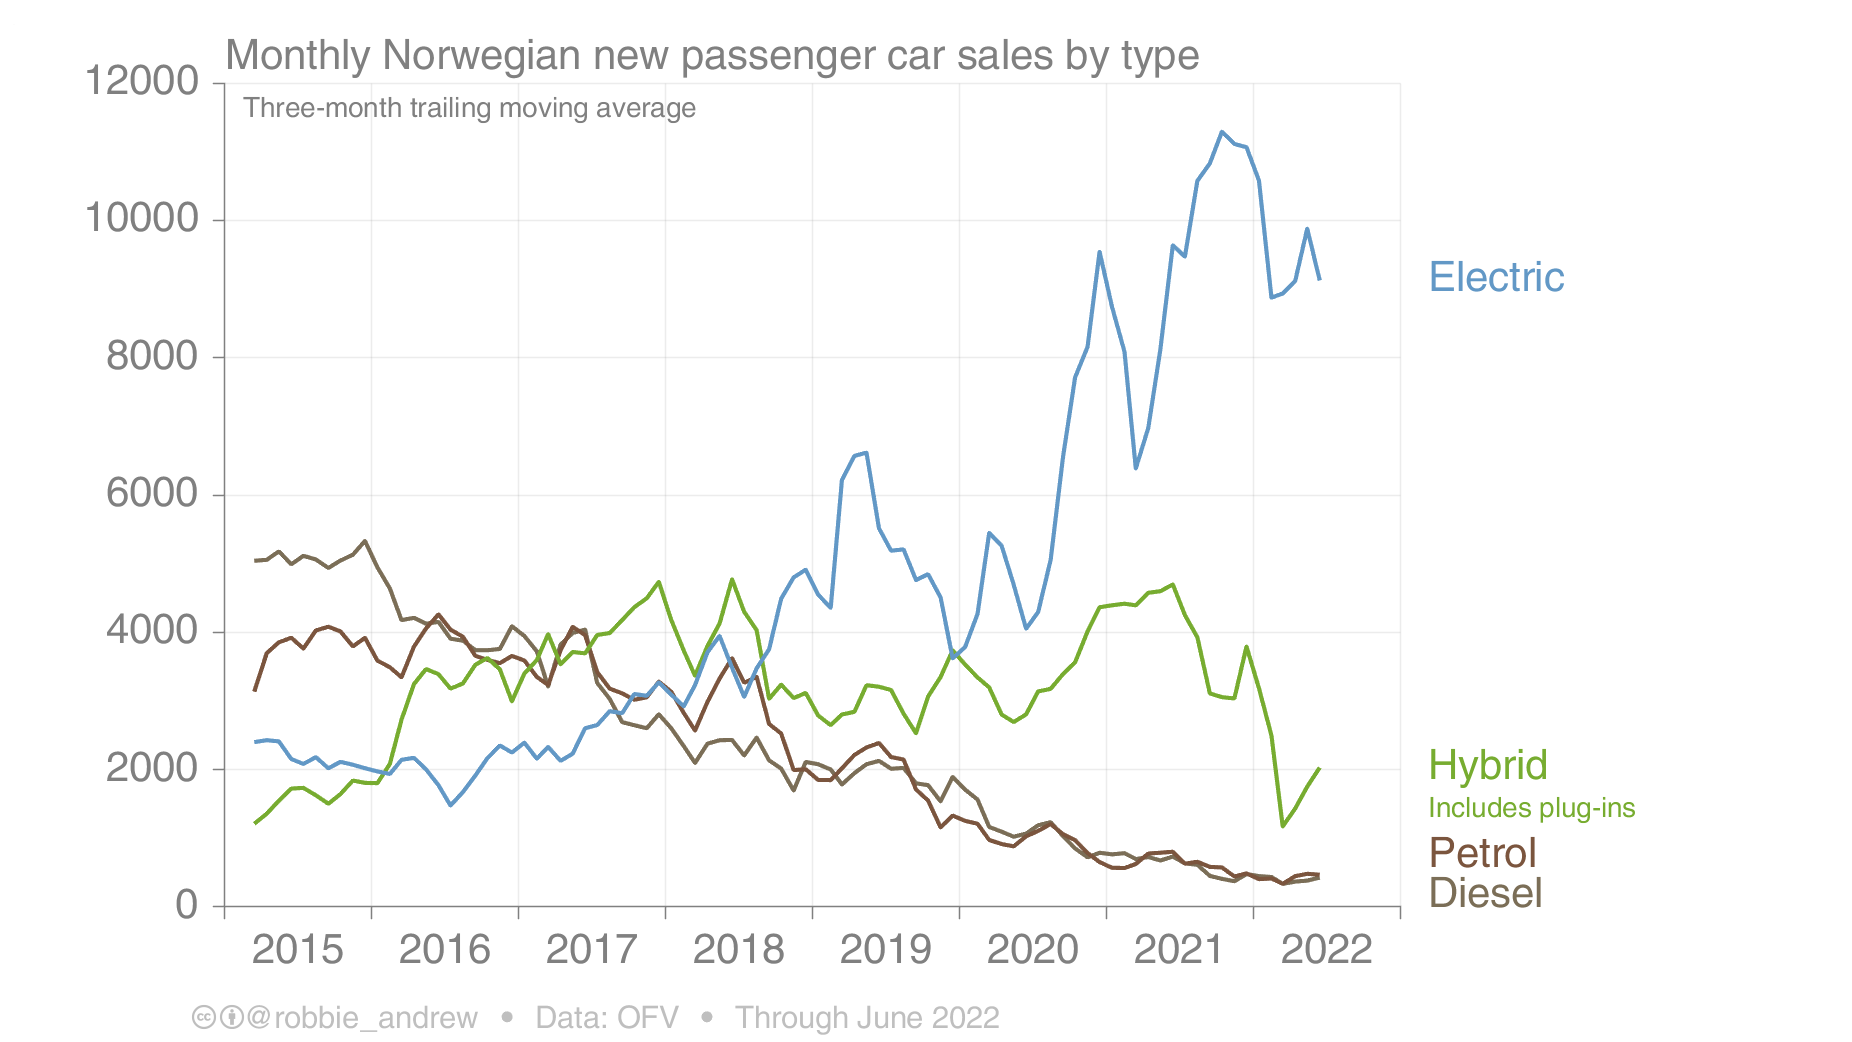 Monthly Norwegian new passenger car sales by type
Three-month trailing moving average
12000
10000
8000
6000
4000
2000
0
Electric
Hybrid
Includes plug-ins
Petrol
Diesel
2015 2016 2017 2018 2019 2020 2021 2022
cc @robbie_andrew • Data: OFV • Through June 2022